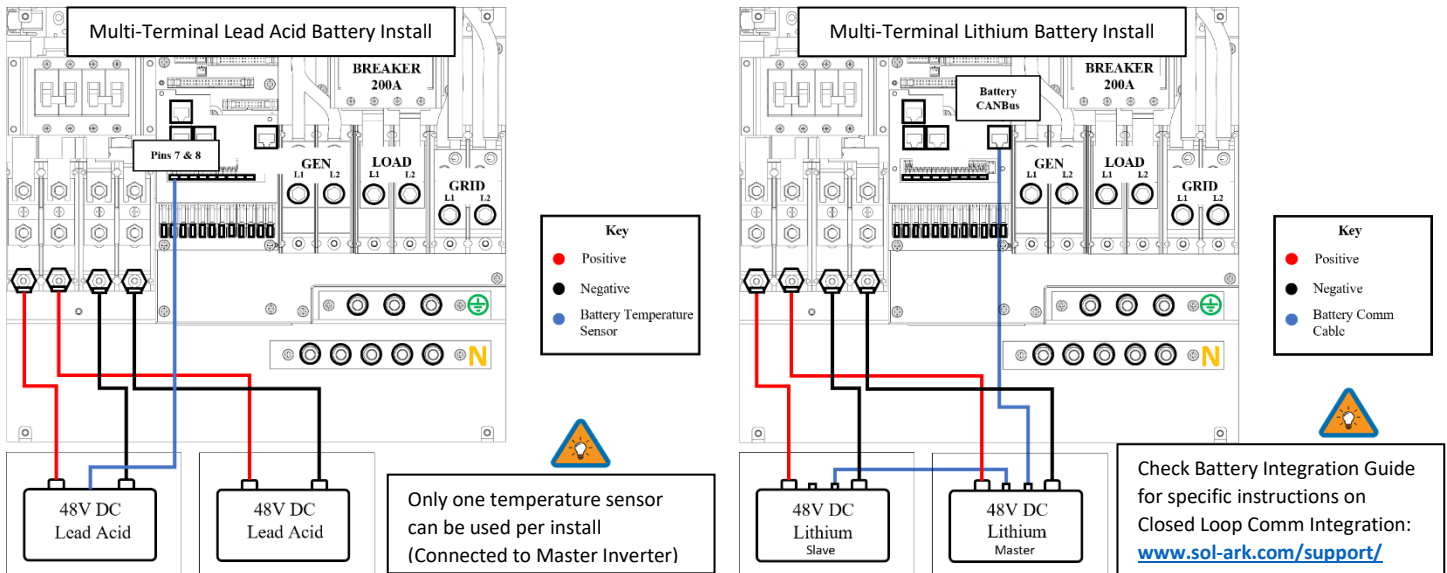 Multi-Terminal Lead Acid Battery Install
BREAKER
200A
Pins 7 & 8
GEN
L1 L2
LOAD
L1 L2
GRID
L1 L2
N
Key
Positive
Negative
Battery Temperature
Sensor
48V DC
Lead Acid
48V DC
Lead Acid
Only one temperature sensor
can be used per install
(Connected to Master Inverter)
Multi-Terminal Lithium Battery Install
BREAKER
200A
Battery
CANBus
GEN
L1 L2
LOAD
L1 L2
GRID
L1 L2
N
Key
Positive
Negative
Battery Comm
Cable
48V DC
Lithium
Slave
48V DC
Lithium
Master
Check Battery Integration Guide
for specific instructions on
Closed Loop Comm Integration:
www.sol-ark.com/support/